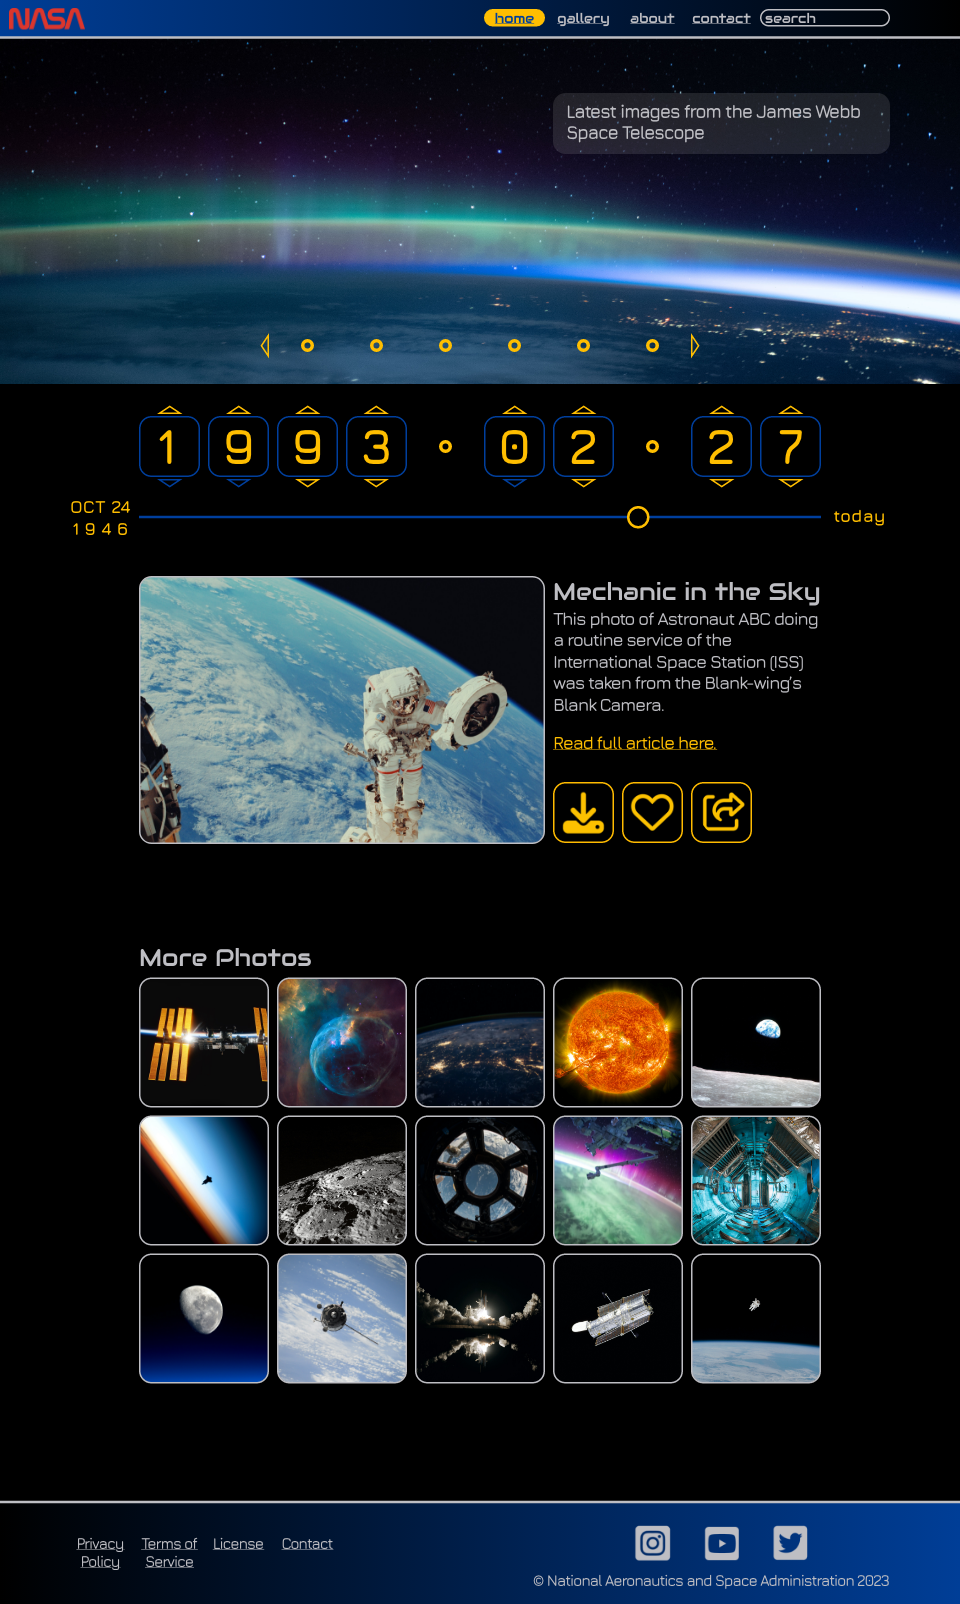 NASA
home gallery about contact search
Latest images from the James Webb
Space Telescope
1 9 9 3 0 2 2 7
OCT 24
1 9 4 6
today
Mechanic in the Sky
This photo of Astronaut ABC doing
a routine service of the
International Space Station (ISS)
was taken from the Blank-wing's
Blank Camera.
Read full article here.
More Photos
Privacy
Policy
Terms of
Service
License
Contact
© National Aeronautics and Space Administration 2023